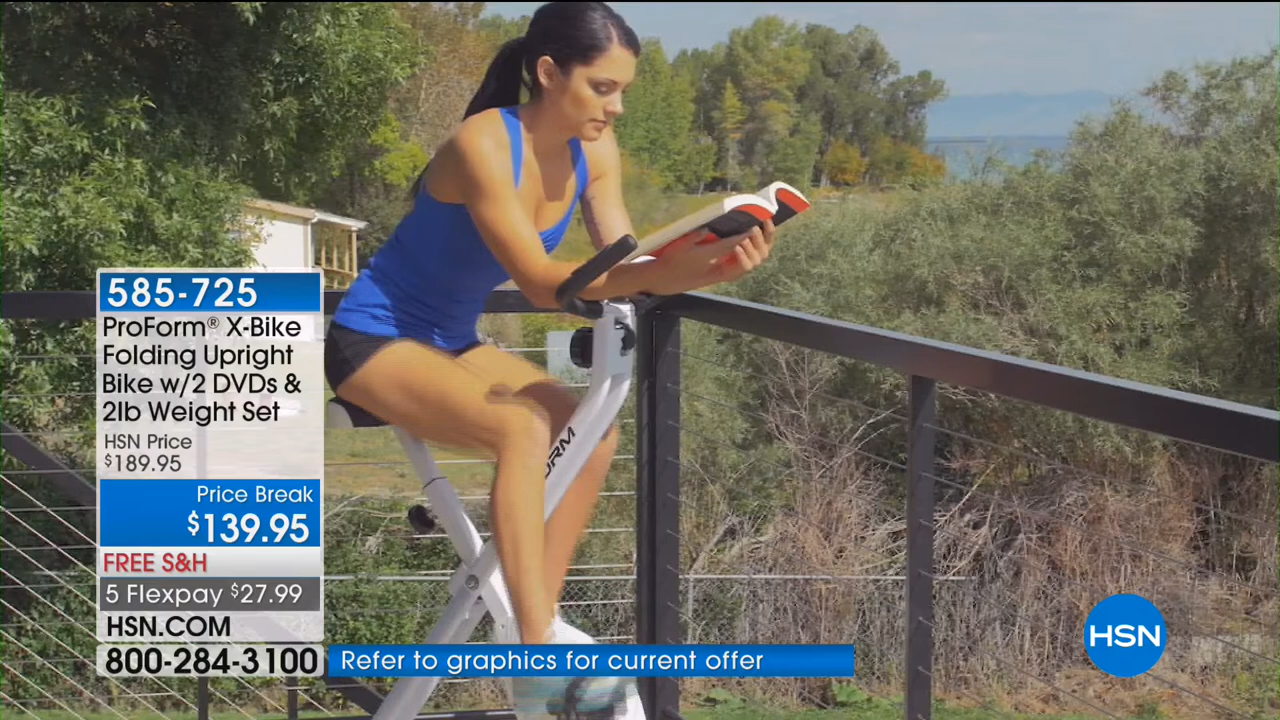 585-725
ProForm® X-Bike
Folding Upright
Bike w/2 DVDs &
2lb Weight Set
HSN Price
$189.95
Price Break
$139.95
FREE S&H
5 Flexpay $27.99
HSN.COM
800-284-3100
Refer to graphics for current offer
HSN
ORM